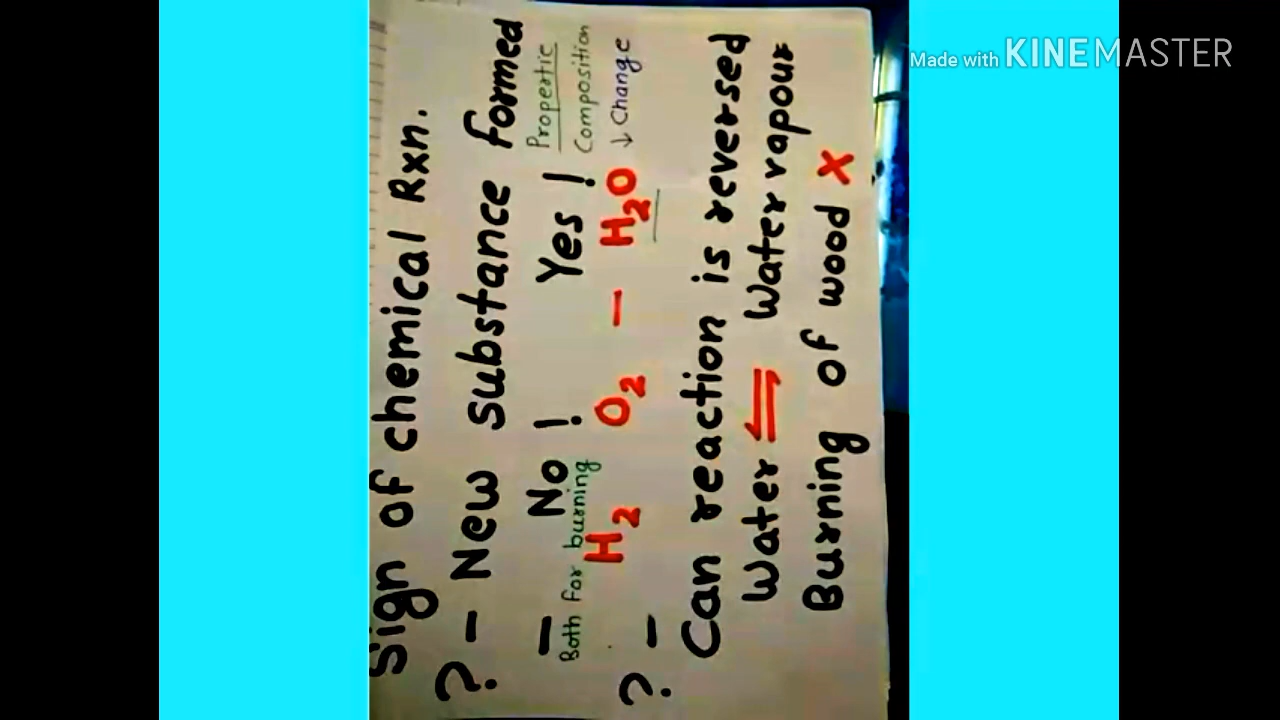 Made with KINEMASTER
Sign of chemical Rxn.
? - New substance formed
- No ! Yes ! Propertic
Both for burning Composition
H2 O2 - H2O ↓ Change
? -
Can reaction is reversed
Water ⇌ Water vapour
Burning of wood X